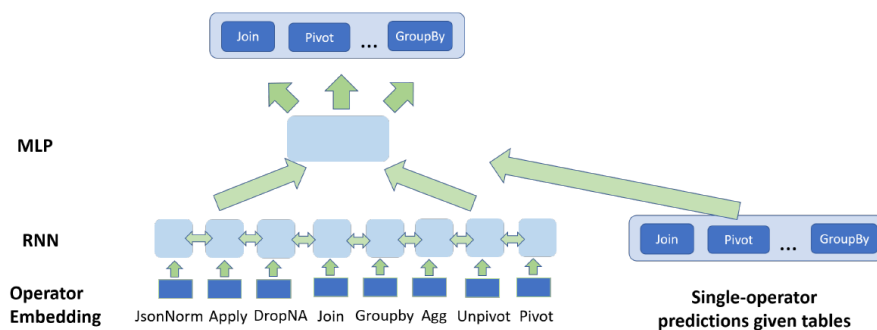 Join Pivot ... GroupBy
MLP
RNN
Join Pivot ... GroupBy
Operator
Embedding
JsonNorm Apply DropNA Join Groupby Agg Unpivot Pivot
Single-operator
predictions given tables